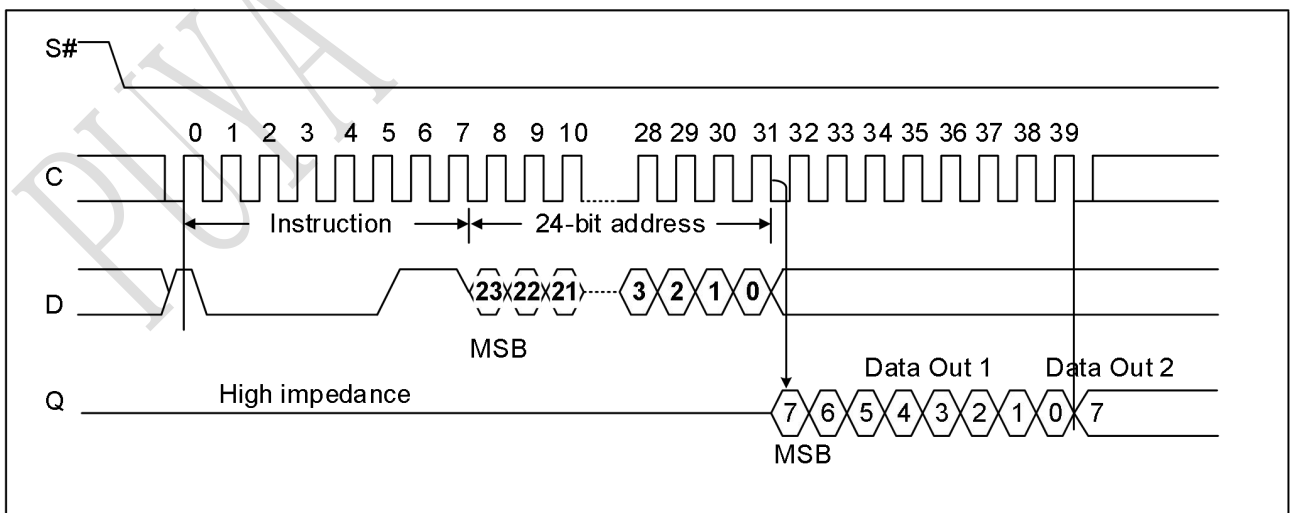 PUYA
S#
0 1 2 3 4 5 6 7 8 9 10 28 29 30 31 32 33 34 35 36 37 38 39
C
Instruction 24-bit address
D
23 22 21 3 2 1 0
MSB
Data Out 1 Data Out 2
Q
High impedance
7 6 5 4 3 2 1 0 7
MSB